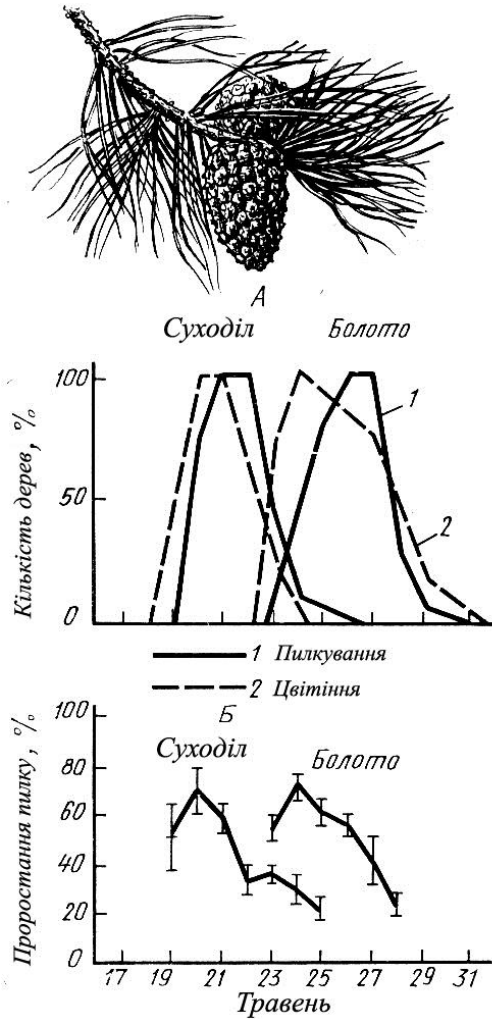 А
Суходіл Болото
Кількість дерев, %
100
50
0
1
2
1 Пилкування
2 Цвітіння
Б
Суходіл Болото
Проростання пилку, %
100
80
60
40
20
0
17 19 21 23 25 27 29 31
Травень